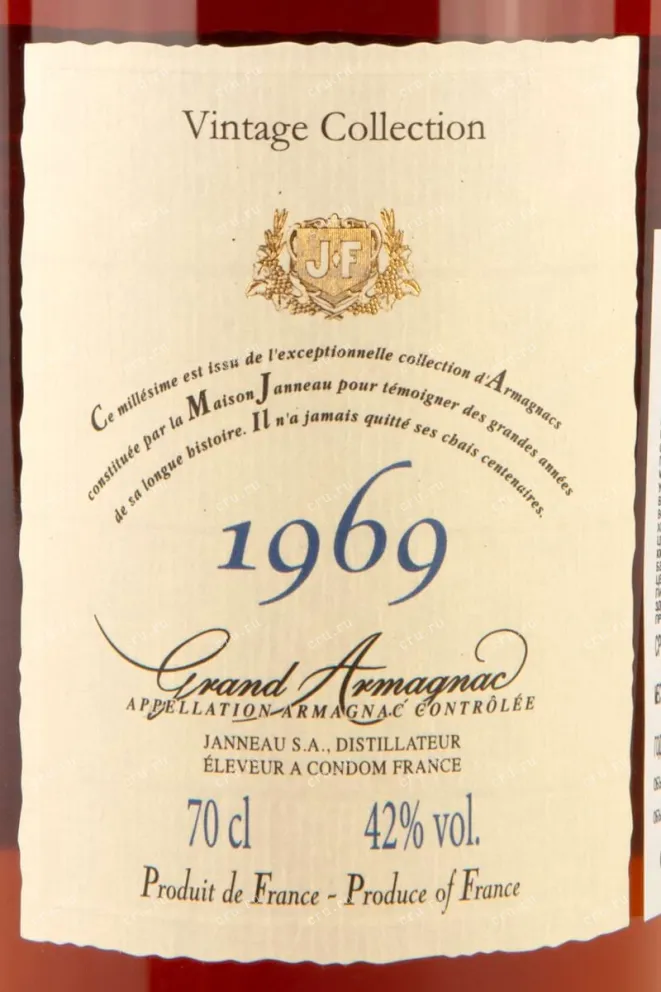 Vintage Collection
J F
Ce millésime est issu de l'exceptionnelle collection d'Armagnacs
constituée par la Maison Janneau pour témoigner des grandes années
de sa longue histoire. Il n'a jamais quitté ses chais centenaires.
1969
Grand Armagnac
APPELLATION ARMAGNAC CONTRÔLÉE
JANNEAU S.A., DISTILLATEUR
ÉLEVEUR A CONDOM FRANCE
70 cl 42% vol.
Produit de France - Produce of France